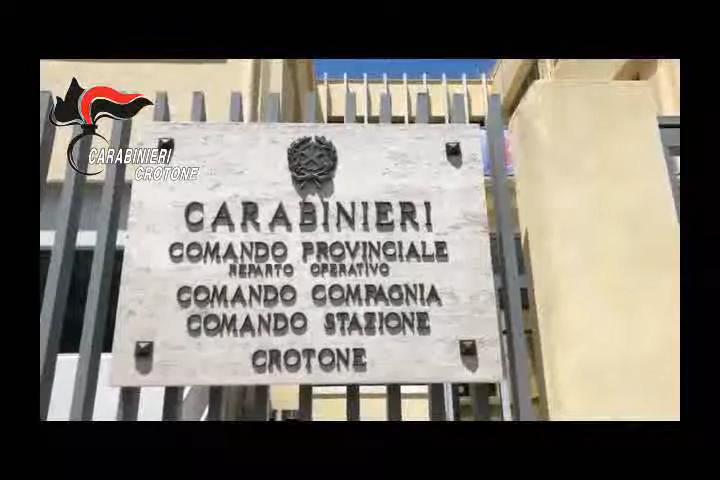 CARABINIERI
CROTONE
CARABINIERI
COMANDO PROVINCIALE
REPARTO OPERATIVO
COMANDO COMPAGNIA
COMANDO STAZIONE
CROTONE